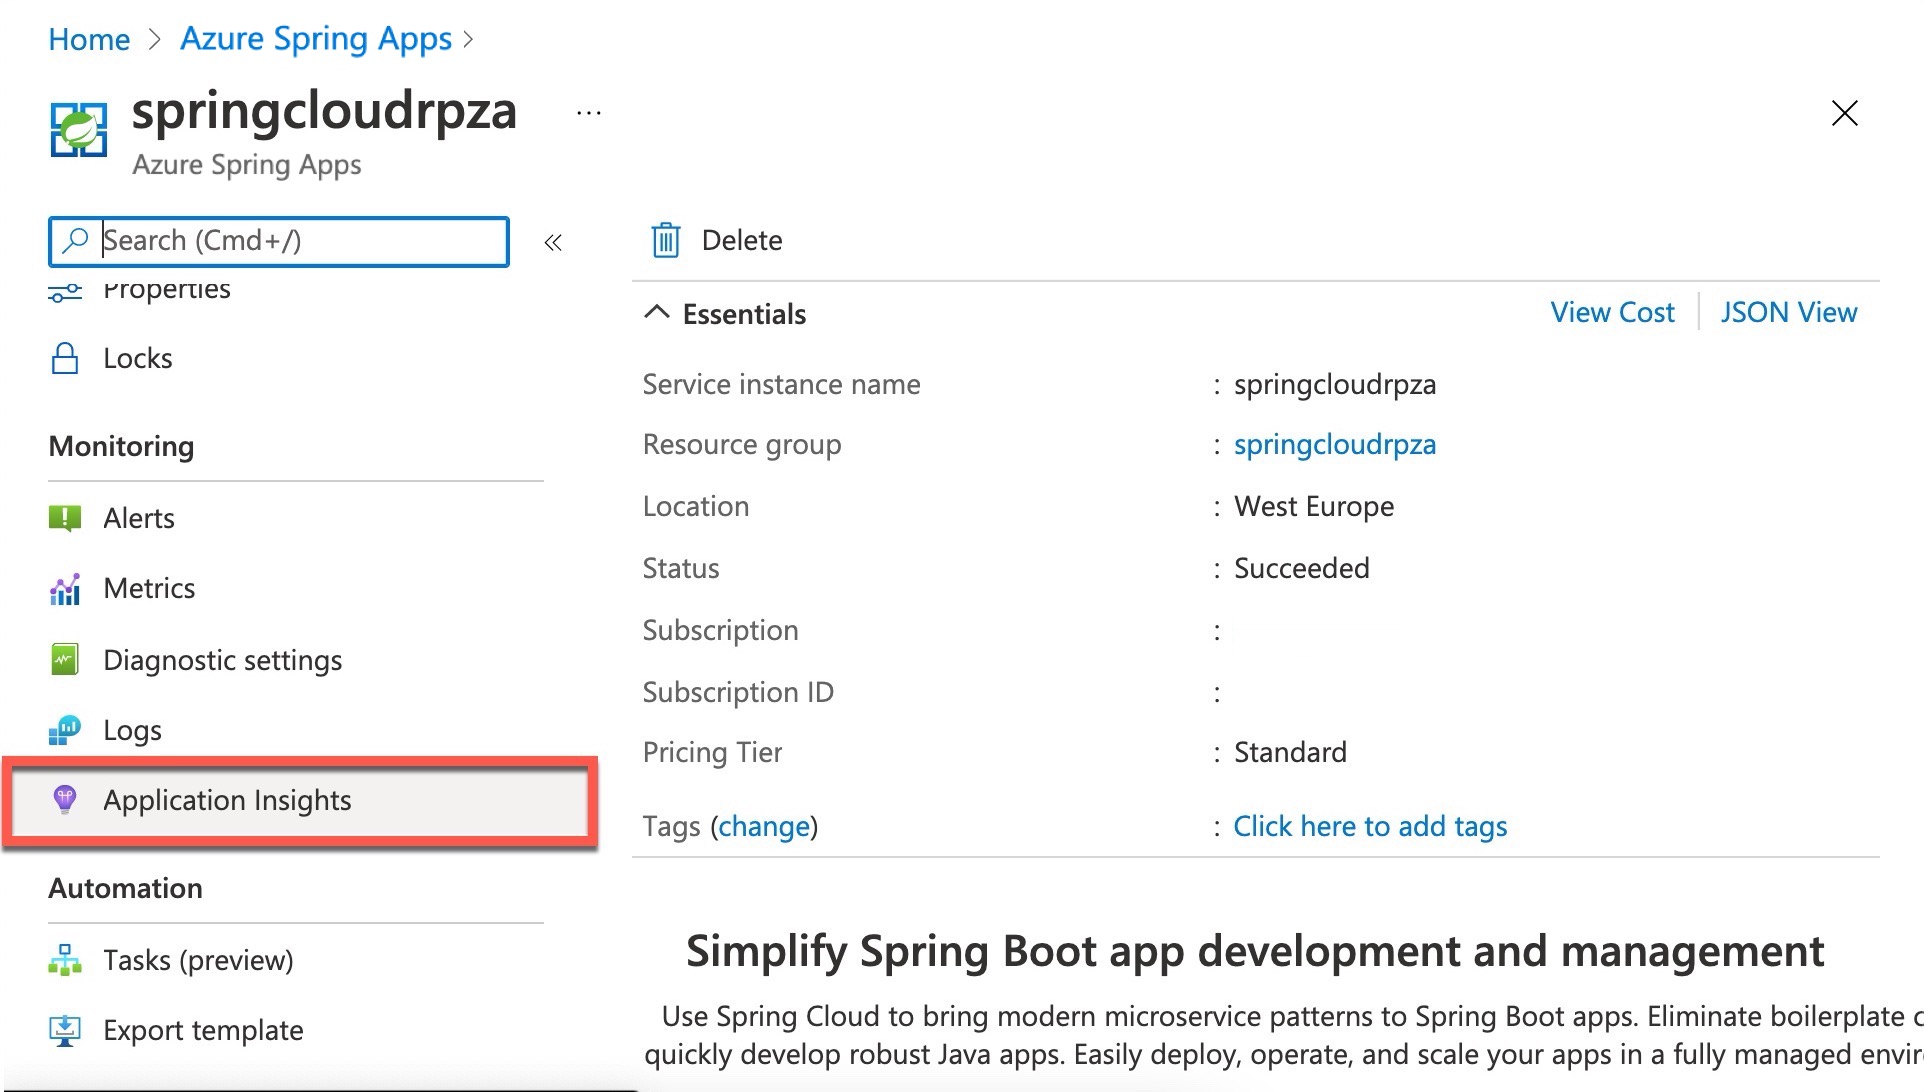 Home > Azure Spring Apps >
springcloudrpza ...
Azure Spring Apps
Search (Cmd+/)
«
Properties
Locks
Monitoring
Alerts
Metrics
Diagnostic settings
Logs
Application Insights
Automation
Tasks (preview)
Export template
Delete
Essentials
View Cost
JSON View
Service instance name : springcloudrpza
Resource group : springcloudrpza
Location : West Europe
Status : Succeeded
Subscription :
Subscription ID :
Pricing Tier : Standard
Tags (change) : Click here to add tags
Simplify Spring Boot app development and management
Use Spring Cloud to bring modern microservice patterns to Spring Boot apps. Eliminate boilerplate
quickly develop robust Java apps. Easily deploy, operate, and scale your apps in a fully managed